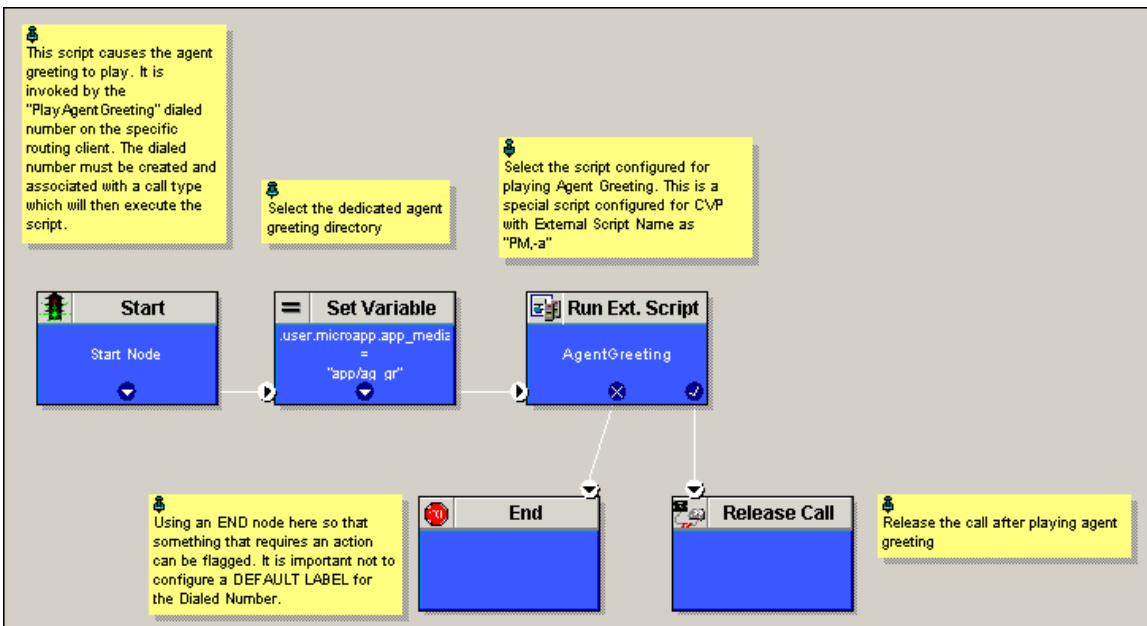 This script causes the agent
greeting to play. It is
invoked by the
"PlayAgentGreeting" dialed
number on the specific
routing client. The dialed
number must be created and
associated with a call type
which will then execute the
script.
Select the dedicated agent
greeting directory
Select the script configured for
playing Agent Greeting. This is a
special script configured for CVP
with External Script Name as
"PM,-a"
Start
Start Node
= Set Variable
.user.microapp.app_media
=
"app/ag_gr"
Run Ext. Script
AgentGreeting
Using an END node here so that
something that requires an action
can be flagged. It is important not to
configure a DEFAULT LABEL for
the Dialed Number.
End
Release Call
Release the call after playing agent
greeting